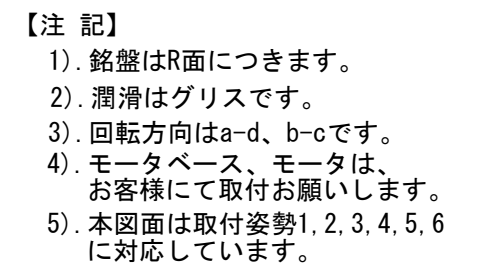 【注 記】
1).銘盤はR面につきます。
2).潤滑はグリスです。
3).回転方向はa-d、b-cです。
4).モータベース、モータは、
お客様にて取付お願いします。
5).本図面は取付姿勢1,2,3,4,5,6
に対応しています。